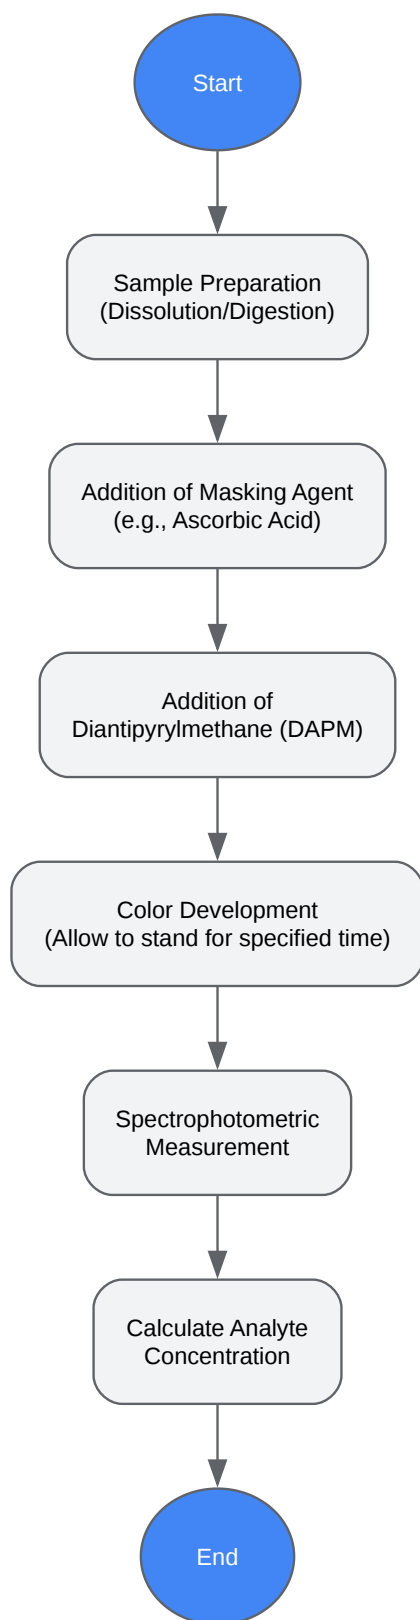 Start
Sample Preparation
(Dissolution/Digestion)
Addition of Masking Agent
(e.g., Ascorbic Acid)
Addition of
Diantipyrylmethane (DAPM)
Color Development
(Allow to stand for specified time)
Spectrophotometric
Measurement
Calculate Analyte
Concentration
End